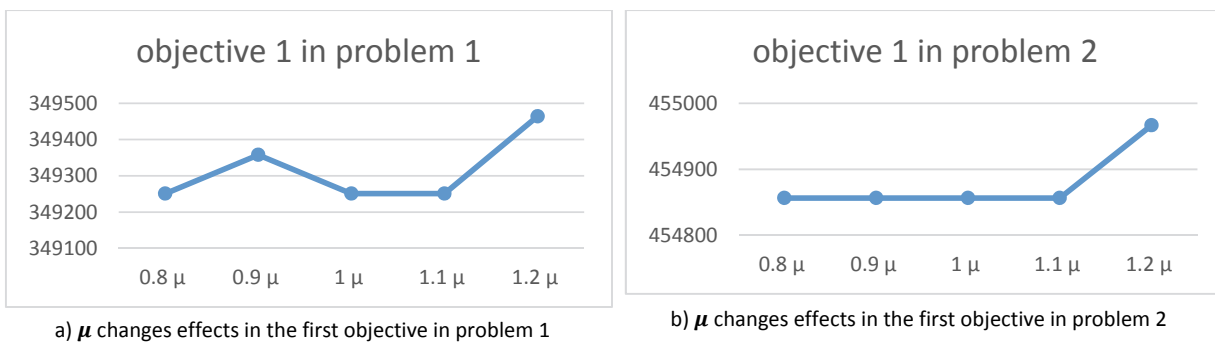 objective 1 in problem 1
349500
349400
349300
349200
349100
0.8 μ 0.9 μ 1 μ 1.1 μ 1.2 μ
a) μ changes effects in the first objective in problem 1
objective 1 in problem 2
455000
454900
454800
0.8 μ 0.9 μ 1 μ 1.1 μ 1.2 μ
b) μ changes effects in the first objective in problem 2